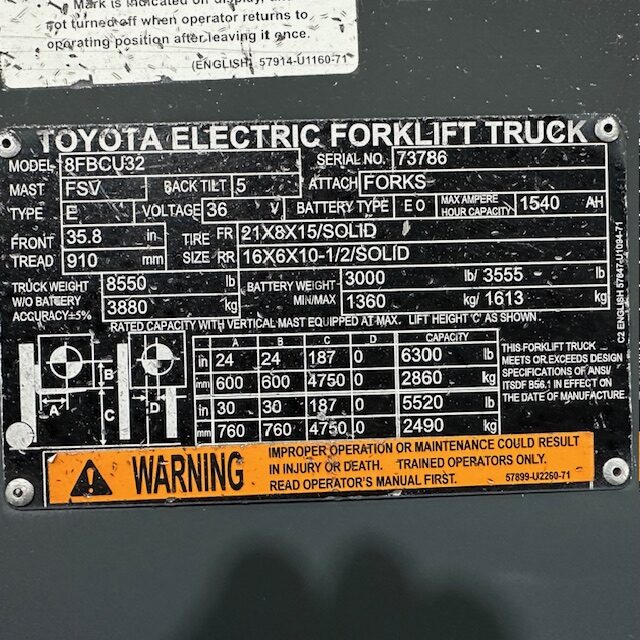 Mark is indicated on display,
not turned off when operator returns to
operating position after leaving it once.
(ENGLISH) 57914-U1160-71
TOYOTA ELECTRIC FORKLIFT TRUCK
MODEL 8FBCU32 SERIAL NO. 73786
MAST FSV BACK TILT 5 ATTACH FORKS
TYPE E VOLTAGE 36 V BATTERY TYPE E O MAX AMPERE HOUR CAPACITY 1540 AH
FRONT TREAD 35.8 in TIRE SIZE FR 21X8X15/SOLID
910 mm RR 16X6X10-1/2/SOLID
TRUCK WEIGHT 8550 lb BATTERY WEIGHT 3000 lb/ 3555 lb
W/O BATTERY 3880 kg MIN/MAX 1360 kg/ 1613 kg
ACCURACY±5%
RATED CAPACITY WITH VERTICAL MAST EQUIPPED AT MAX. LIFT HEIGHT 'C' AS SHOWN.
A B C D CAPACITY
in 24 24 187 0 6300 lb
mm 600 600 4750 0 2860 kg
in 30 30 187 0 5520 lb
mm 760 760 4750 0 2490 kg
A B C D
THIS FORKLIFT TRUCK
MEETS OR EXCEEDS DESIGN
SPECIFICATIONS OF ANSI/
ITSDF B56.1 IN EFFECT ON
THE DATE OF MANUFACTURE.
C2 ENGLISH 57847-U1094-71
WARNING
IMPROPER OPERATION OR MAINTENANCE COULD RESULT
IN INJURY OR DEATH. TRAINED OPERATORS ONLY.
READ OPERATOR'S MANUAL FIRST.
57899-U2260-71